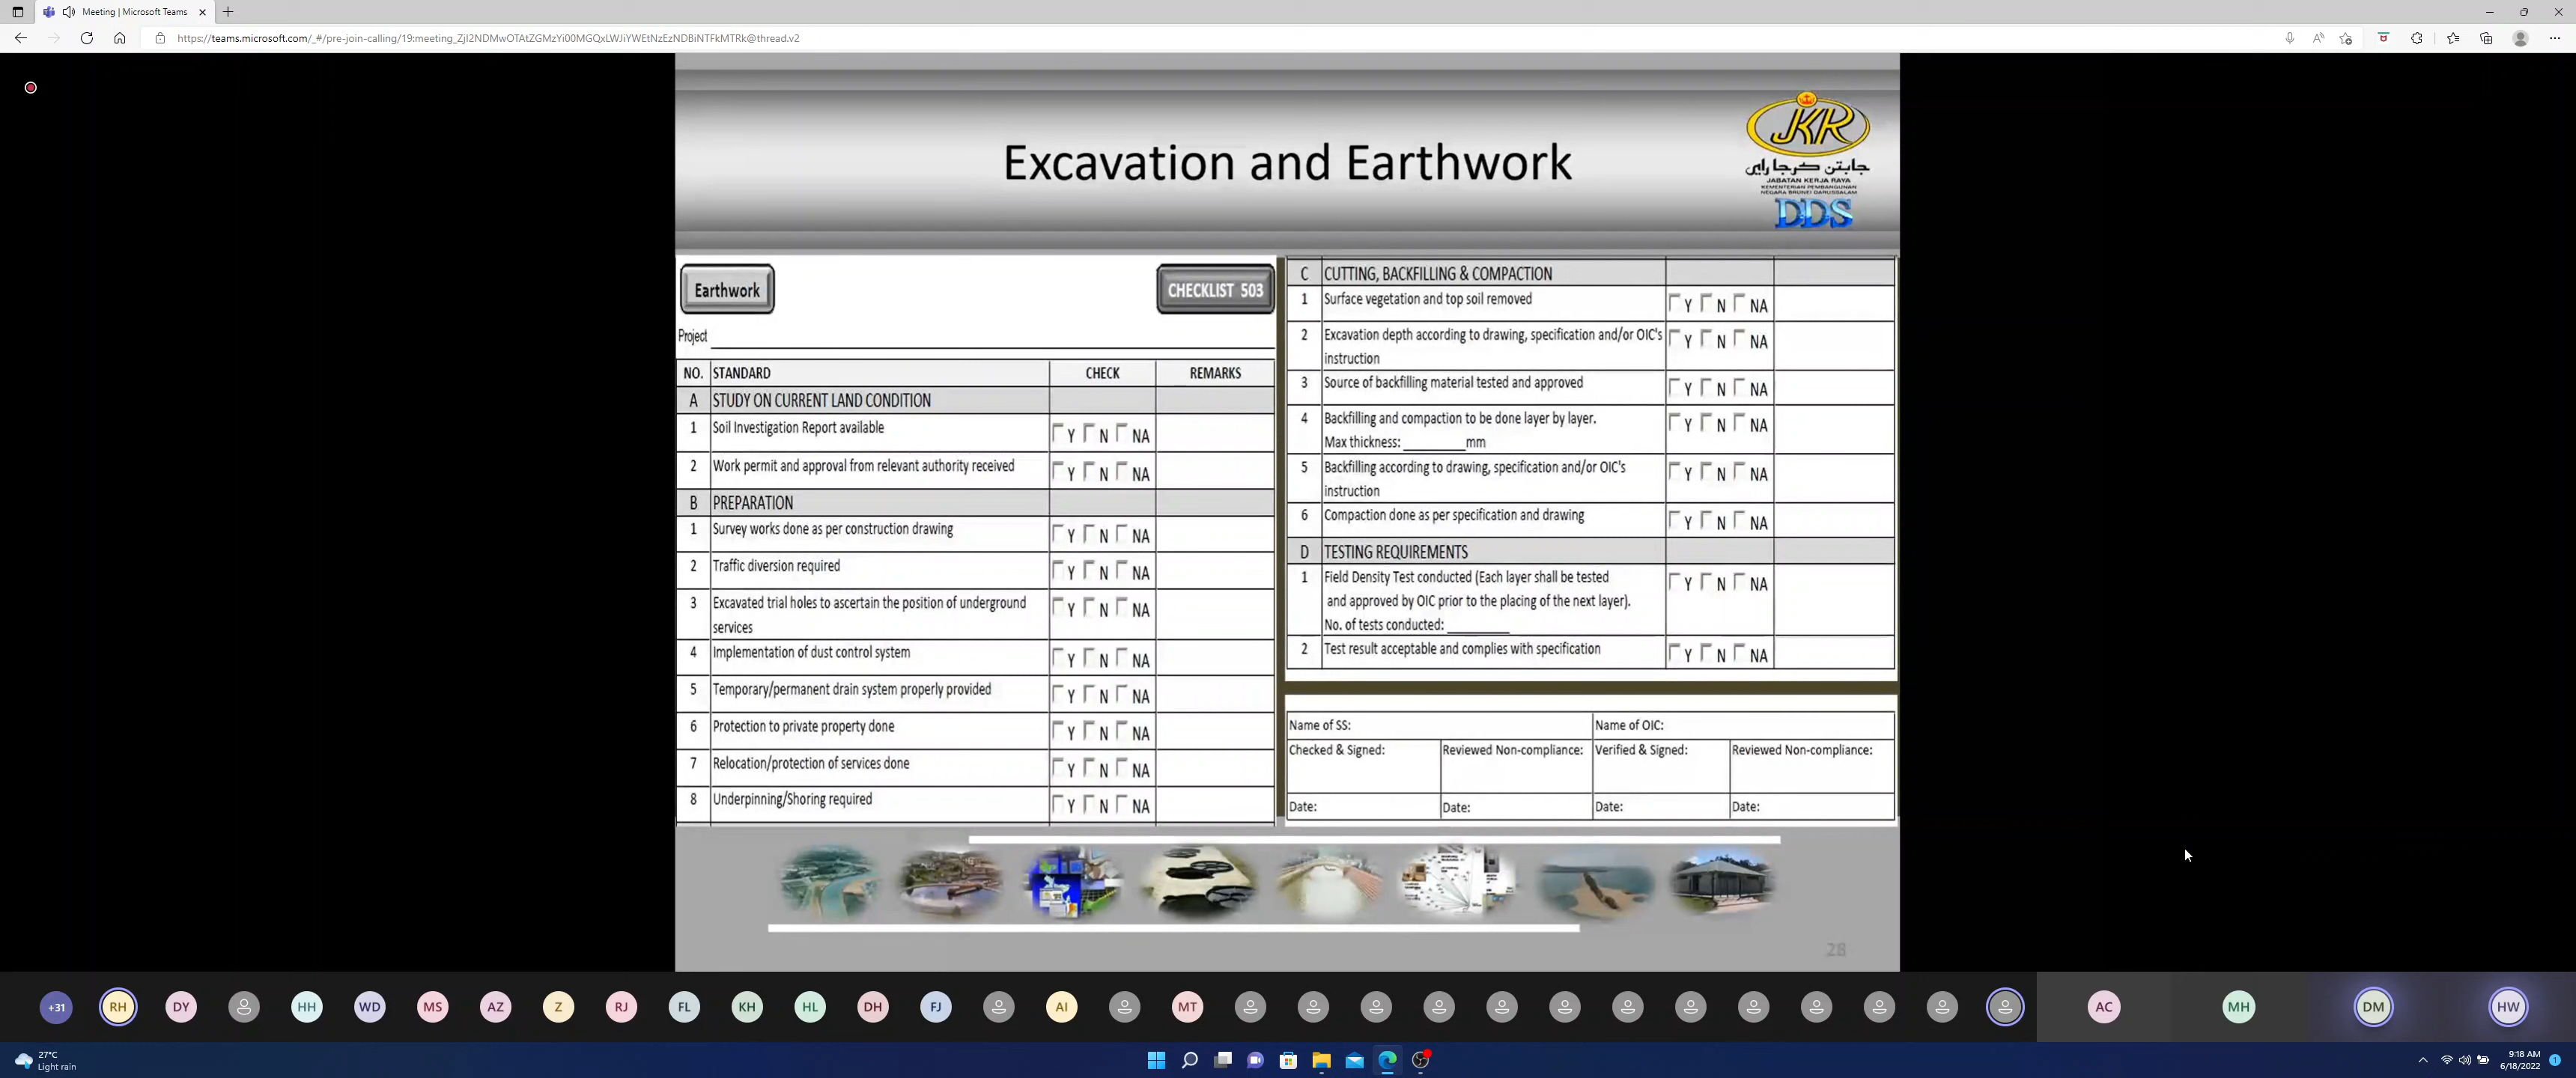 Meeting | Microsoft Teams
https://teams.microsoft.com/_#/pre-join-calling/19:meeting_ZjI2NDMwOTAtZGMzYi00MGQxLWJiYWEtNzEzNDBiNTFkMTRk@thread.v2
Excavation and Earthwork
JKR
جابتن كرجا راي
JABATAN KERJA RAYA
KEMENTERIAN PEMBANGUNAN
NEGARA BRUNEI DARUSSALAM
DDS
Earthwork
CHECKLIST 503
Project
NO. STANDARD CHECK REMARKS
A STUDY ON CURRENT LAND CONDITION
1 Soil Investigation Report available Y N NA
2 Work permit and approval from relevant authority received Y N NA
B PREPARATION
1 Survey works done as per construction drawing Y N NA
2 Traffic diversion required Y N NA
3 Excavated trial holes to ascertain the position of underground Y N NA
services
4 Implementation of dust control system Y N NA
5 Temporary/permanent drain system properly provided Y N NA
6 Protection to private property done Y N NA
7 Relocation/protection of services done Y N NA
8 Underpinning/Shoring required Y N NA
C CUTTING, BACKFILLING & COMPACTION
1 Surface vegetation and top soil removed Y N NA
2 Excavation depth according to drawing, specification and/or OIC's Y N NA
instruction
3 Source of backfilling material tested and approved Y N NA
4 Backfilling and compaction to be done layer by layer. Y N NA
Max thickness: ________mm
5 Backfilling according to drawing, specification and/or OIC's Y N NA
instruction
6 Compaction done as per specification and drawing Y N NA
D TESTING REQUIREMENTS
1 Field Density Test conducted (Each layer shall be tested Y N NA
and approved by OIC prior to the placing of the next layer).
No. of tests conducted: ________
2 Test result acceptable and complies with specification Y N NA
Name of SS: Name of OIC:
Checked & Signed: Reviewed Non-compliance: Verified & Signed: Reviewed Non-compliance:
Date: Date: Date: Date:
28
+31 RH DY HH WD MS AZ Z RJ FL KH HL DH FJ AI MT AC MH DM HW
27°C
Light rain
9:18 AM
6/18/2022
1